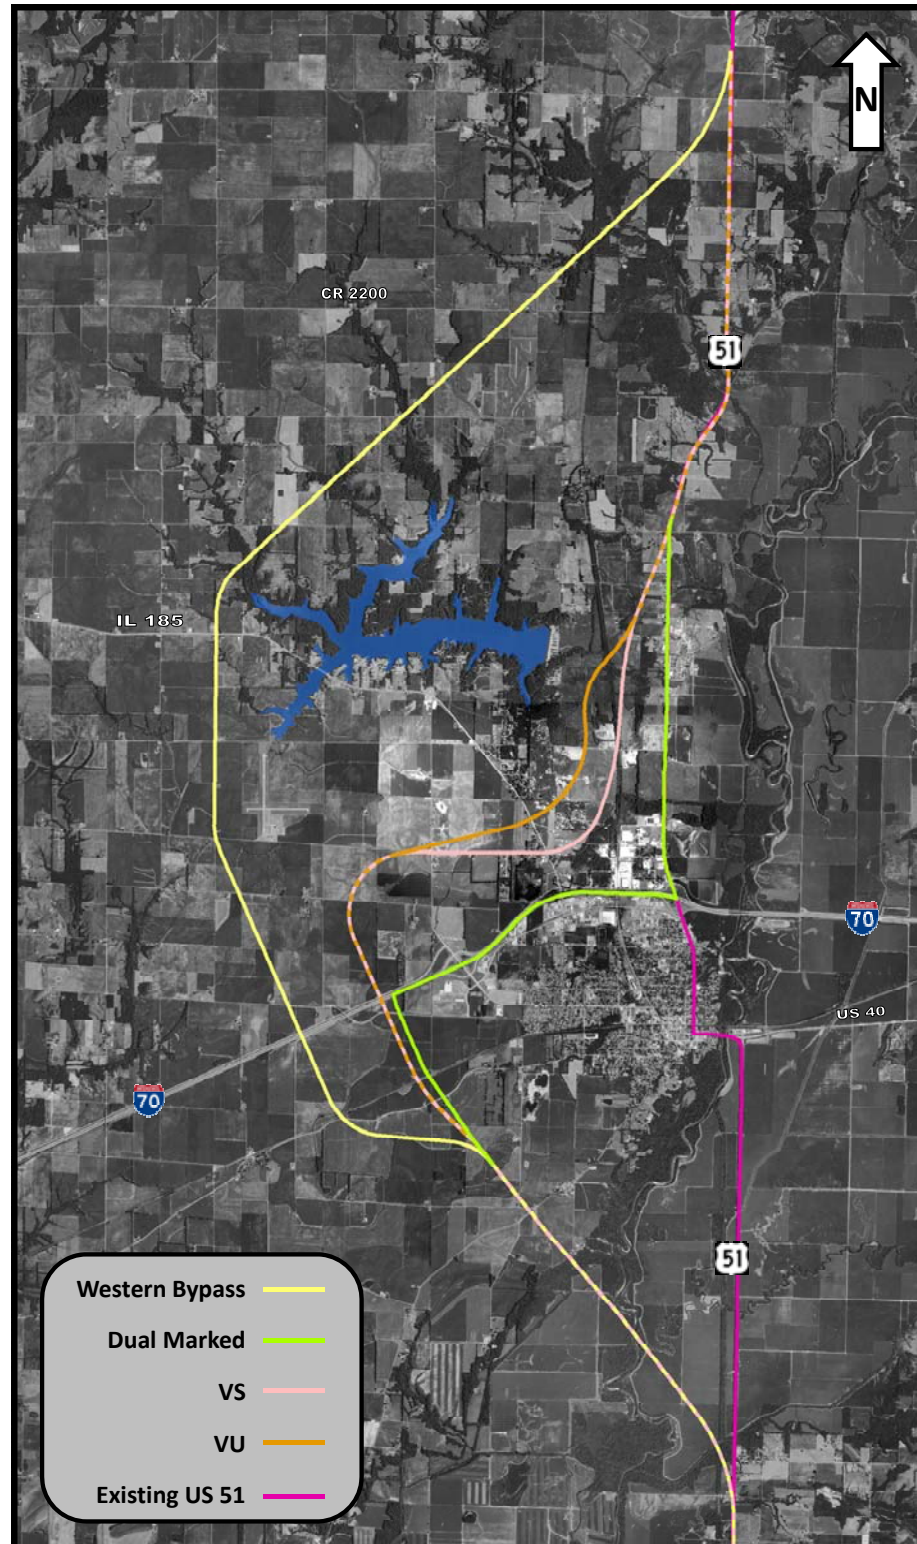 N
CR 2200
51
IL 185
70
US 40
70
51
Western Bypass
Dual Marked
VS
VU
Existing US 51